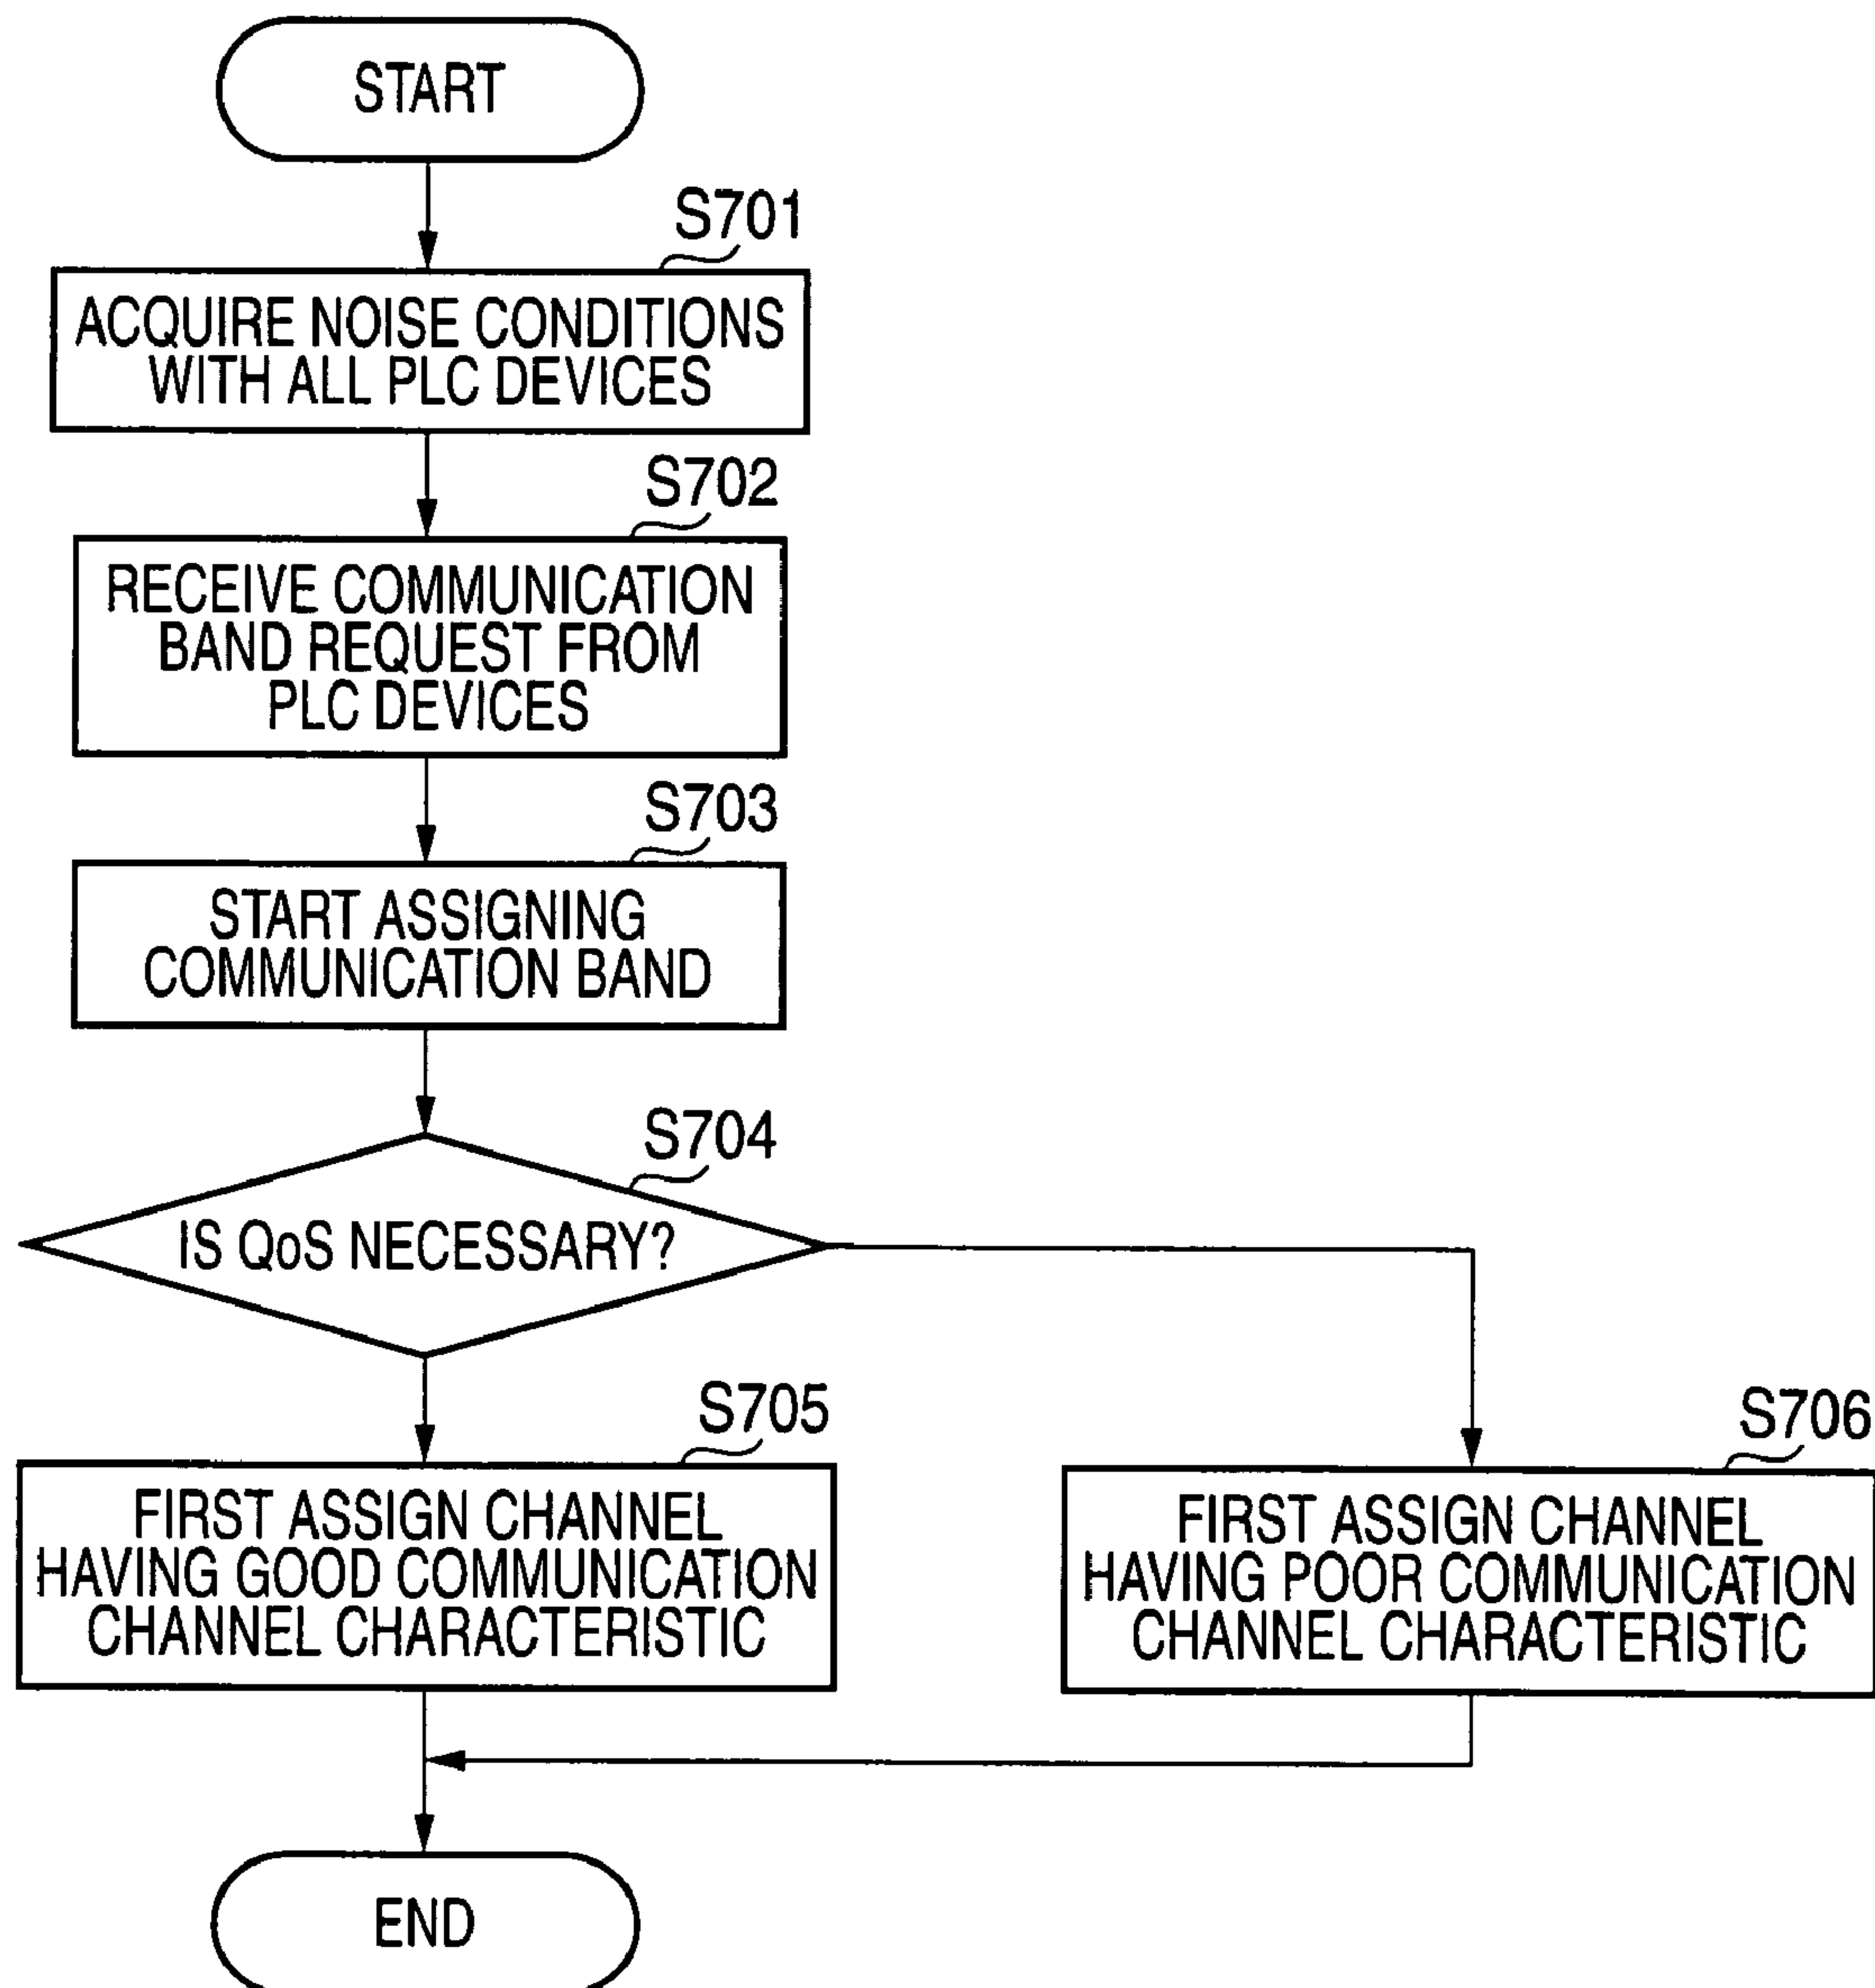 START
S701
ACQUIRE NOISE CONDITIONS
WITH ALL PLC DEVICES
S702
RECEIVE COMMUNICATION
BAND REQUEST FROM
PLC DEVICES
S703
START ASSIGNING
COMMUNICATION BAND
S704
IS QoS NECESSARY?
S705
FIRST ASSIGN CHANNEL
HAVING GOOD COMMUNICATION
CHANNEL CHARACTERISTIC
S706
FIRST ASSIGN CHANNEL
HAVING POOR COMMUNICATION
CHANNEL CHARACTERISTIC
END